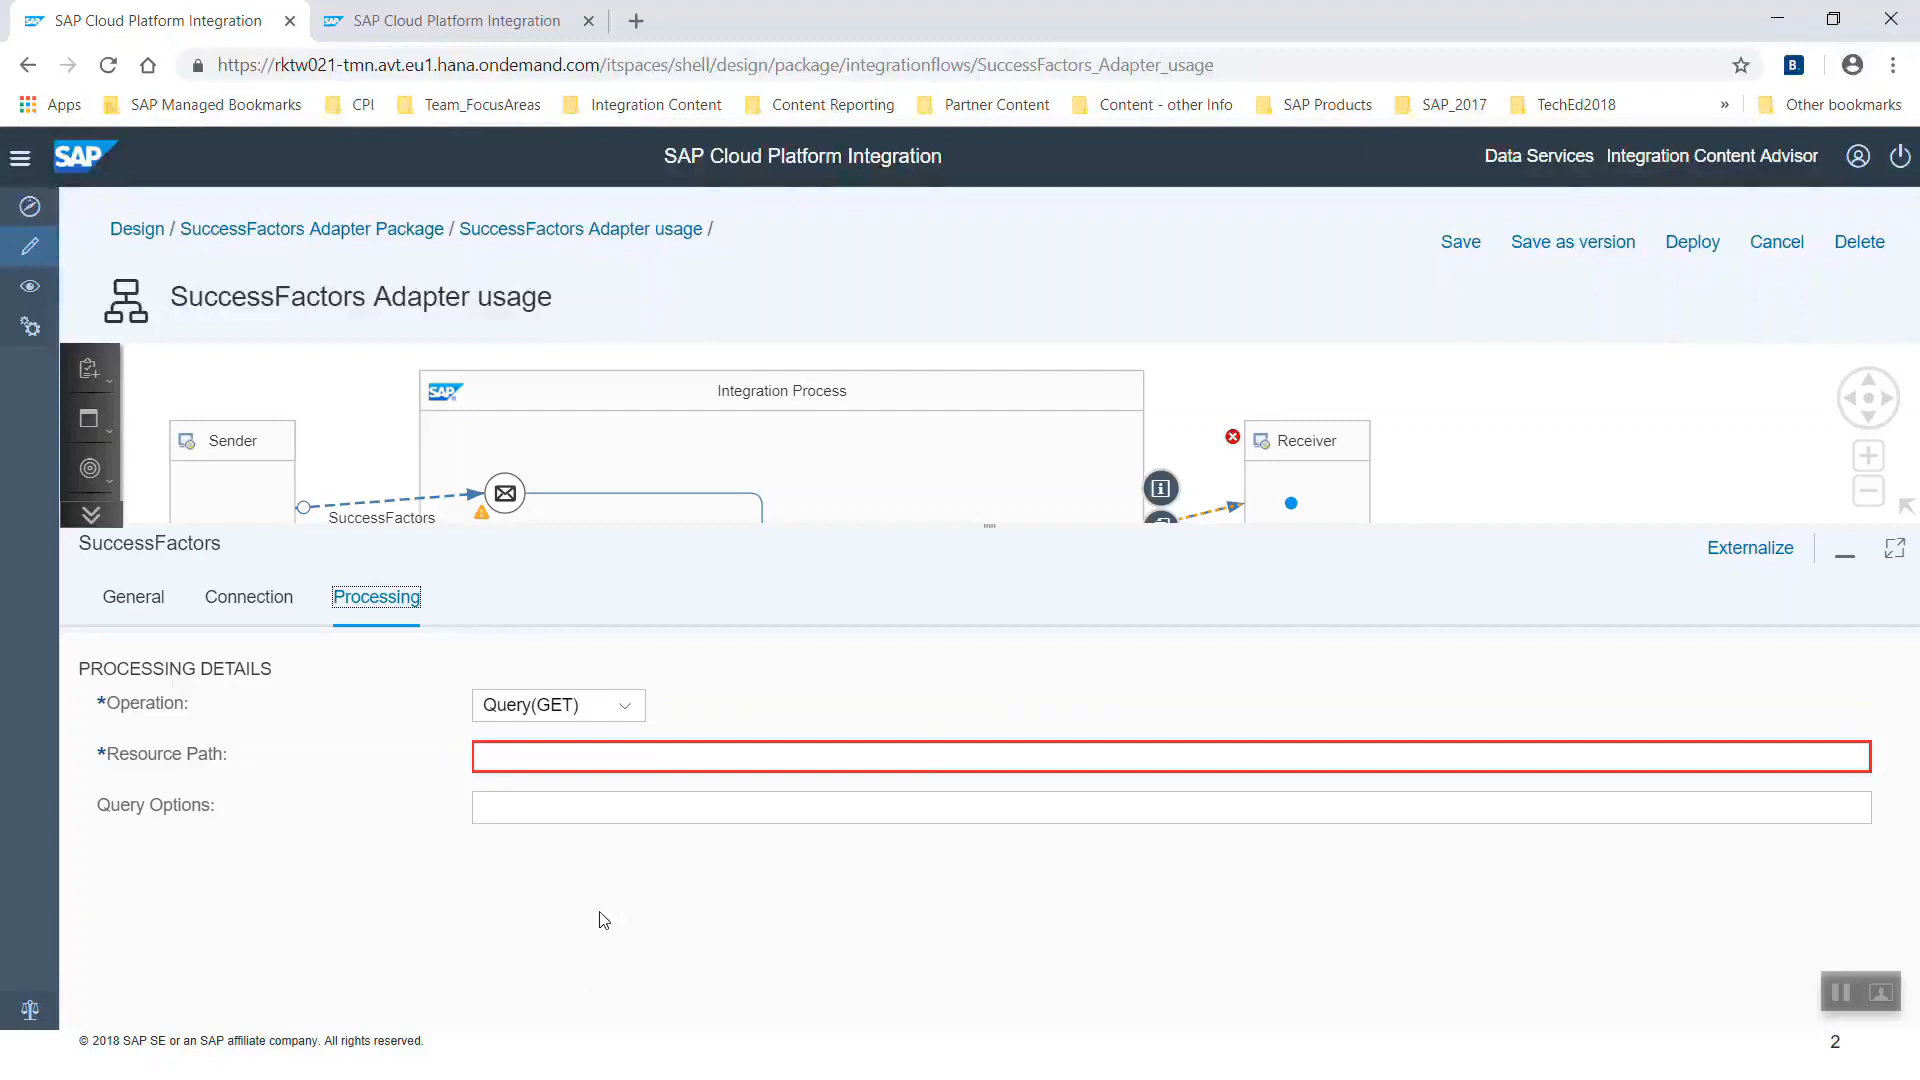 SAP Cloud Platform Integration
SAP Cloud Platform Integration
https://rktw021-tmn.avt.eu1.hana.ondemand.com/itspaces/shell/design/package/integrationflows/SuccessFactors_Adapter_usage
B.
Apps SAP Managed Bookmarks CPI Team_FocusAreas Integration Content Content Reporting Partner Content Content - other Info SAP Products SAP_2017 TechEd2018 » Other bookmarks
SAP
SAP Cloud Platform Integration
Data Services Integration Content Advisor
Design / SuccessFactors Adapter Package / SuccessFactors Adapter usage /
Save Save as version Deploy Cancel Delete
SuccessFactors Adapter usage
SAP
Integration Process
Sender
Receiver
SuccessFactors
SuccessFactors
Externalize
General Connection Processing
PROCESSING DETAILS
*Operation:
Query(GET)
*Resource Path:
Query Options:
© 2018 SAP SE or an SAP affiliate company. All rights reserved.
2